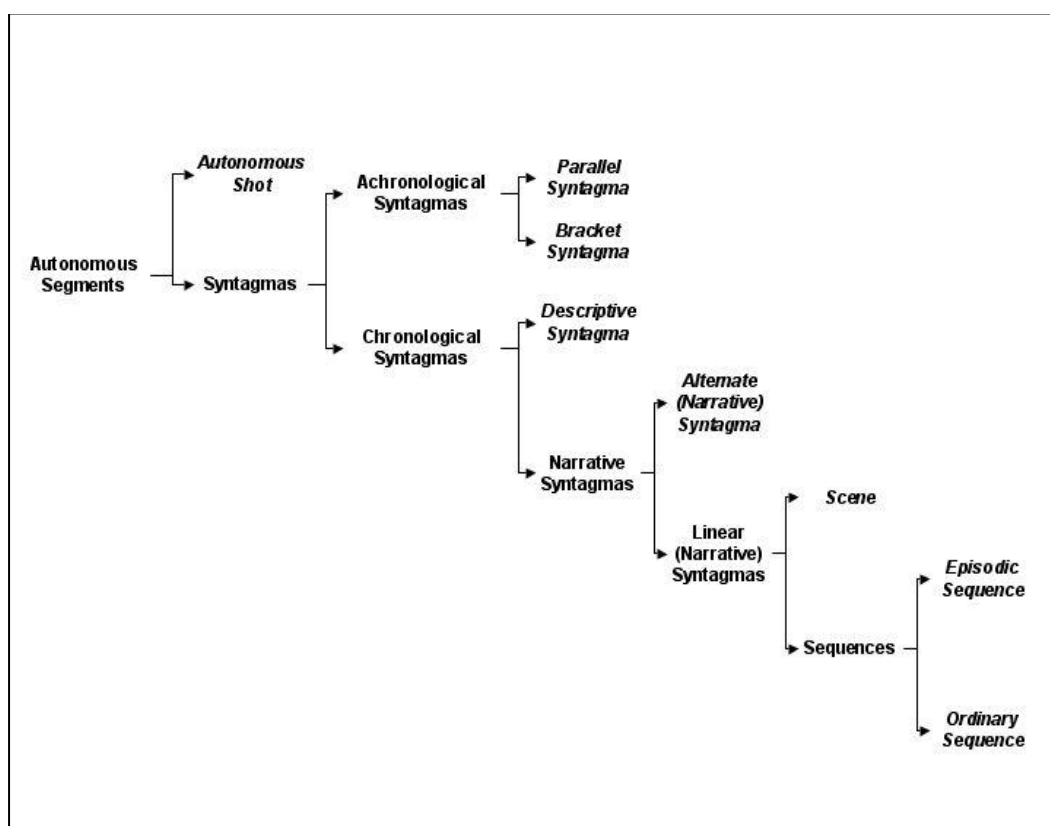 Autonomous
Segments
Autonomous
Shot
Syntagmas
Achronological
Syntagmas
Chronological
Syntagmas
Parallel
Syntagma
Bracket
Syntagma
Descriptive
Syntagma
Narrative
Syntagmas
Alternate
(Narrative)
Syntagma
Linear
(Narrative)
Syntagmas
Scene
Sequences
Episodic
Sequence
Ordinary
Sequence